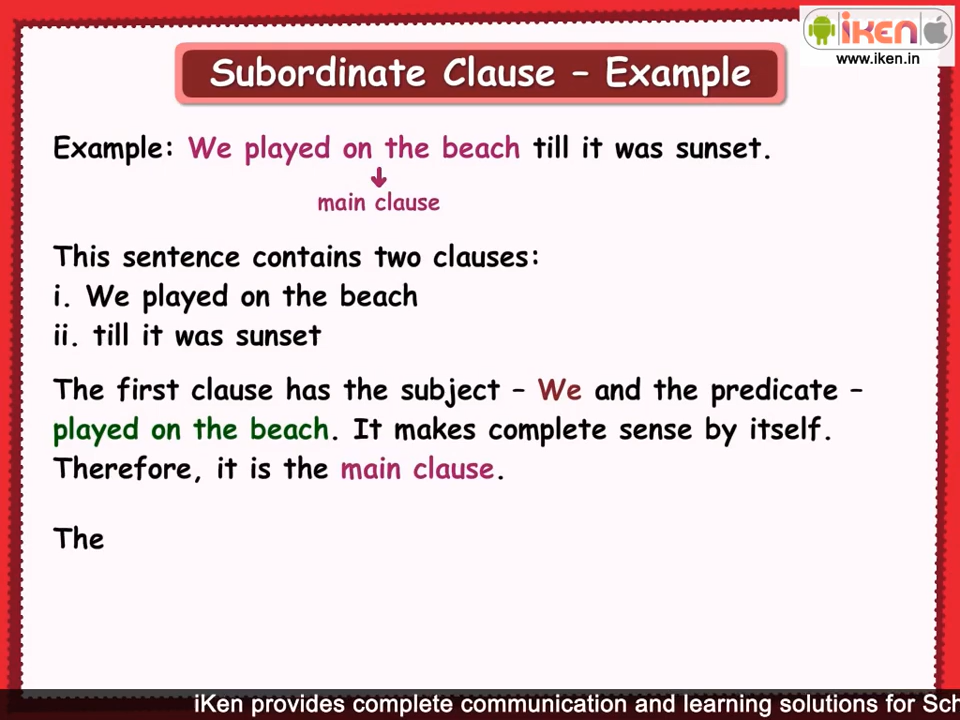 iKEN
www.iken.in
Subordinate Clause – Example
Example: We played on the beach till it was sunset.
main clause
This sentence contains two clauses:
i. We played on the beach
ii. till it was sunset
The first clause has the subject – We and the predicate –
played on the beach. It makes complete sense by itself.
Therefore, it is the main clause.
The
iKen provides complete communication and learning solutions for Sch